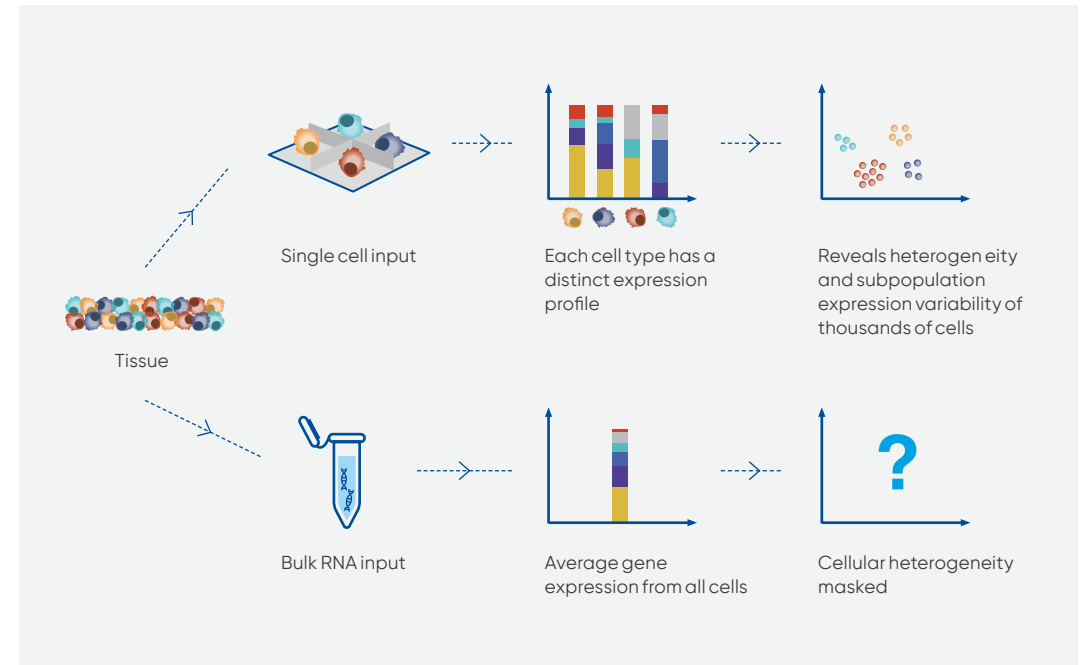 Single cell input
Each cell type has a
distinct expression
profile
Reveals heterogen eity
and subpopulation
expression variability of
thousands of cells
Tissue
Bulk RNA input
Average gene
expression from all cells
?
Cellular heterogeneity
masked